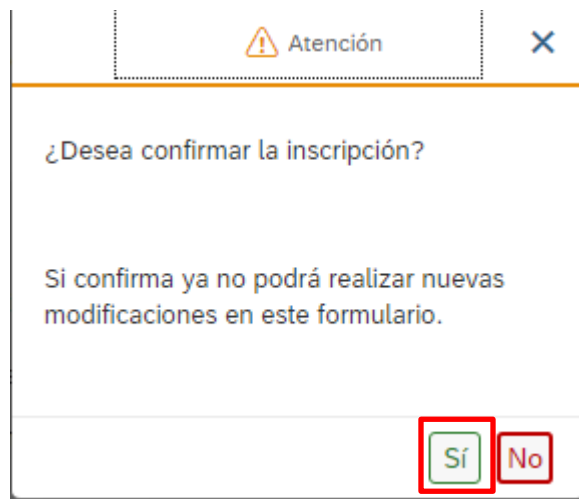 Atención
¿Desea confirmar la inscripción?
Si confirma ya no podrá realizar nuevas
modificaciones en este formulario.
Sí No